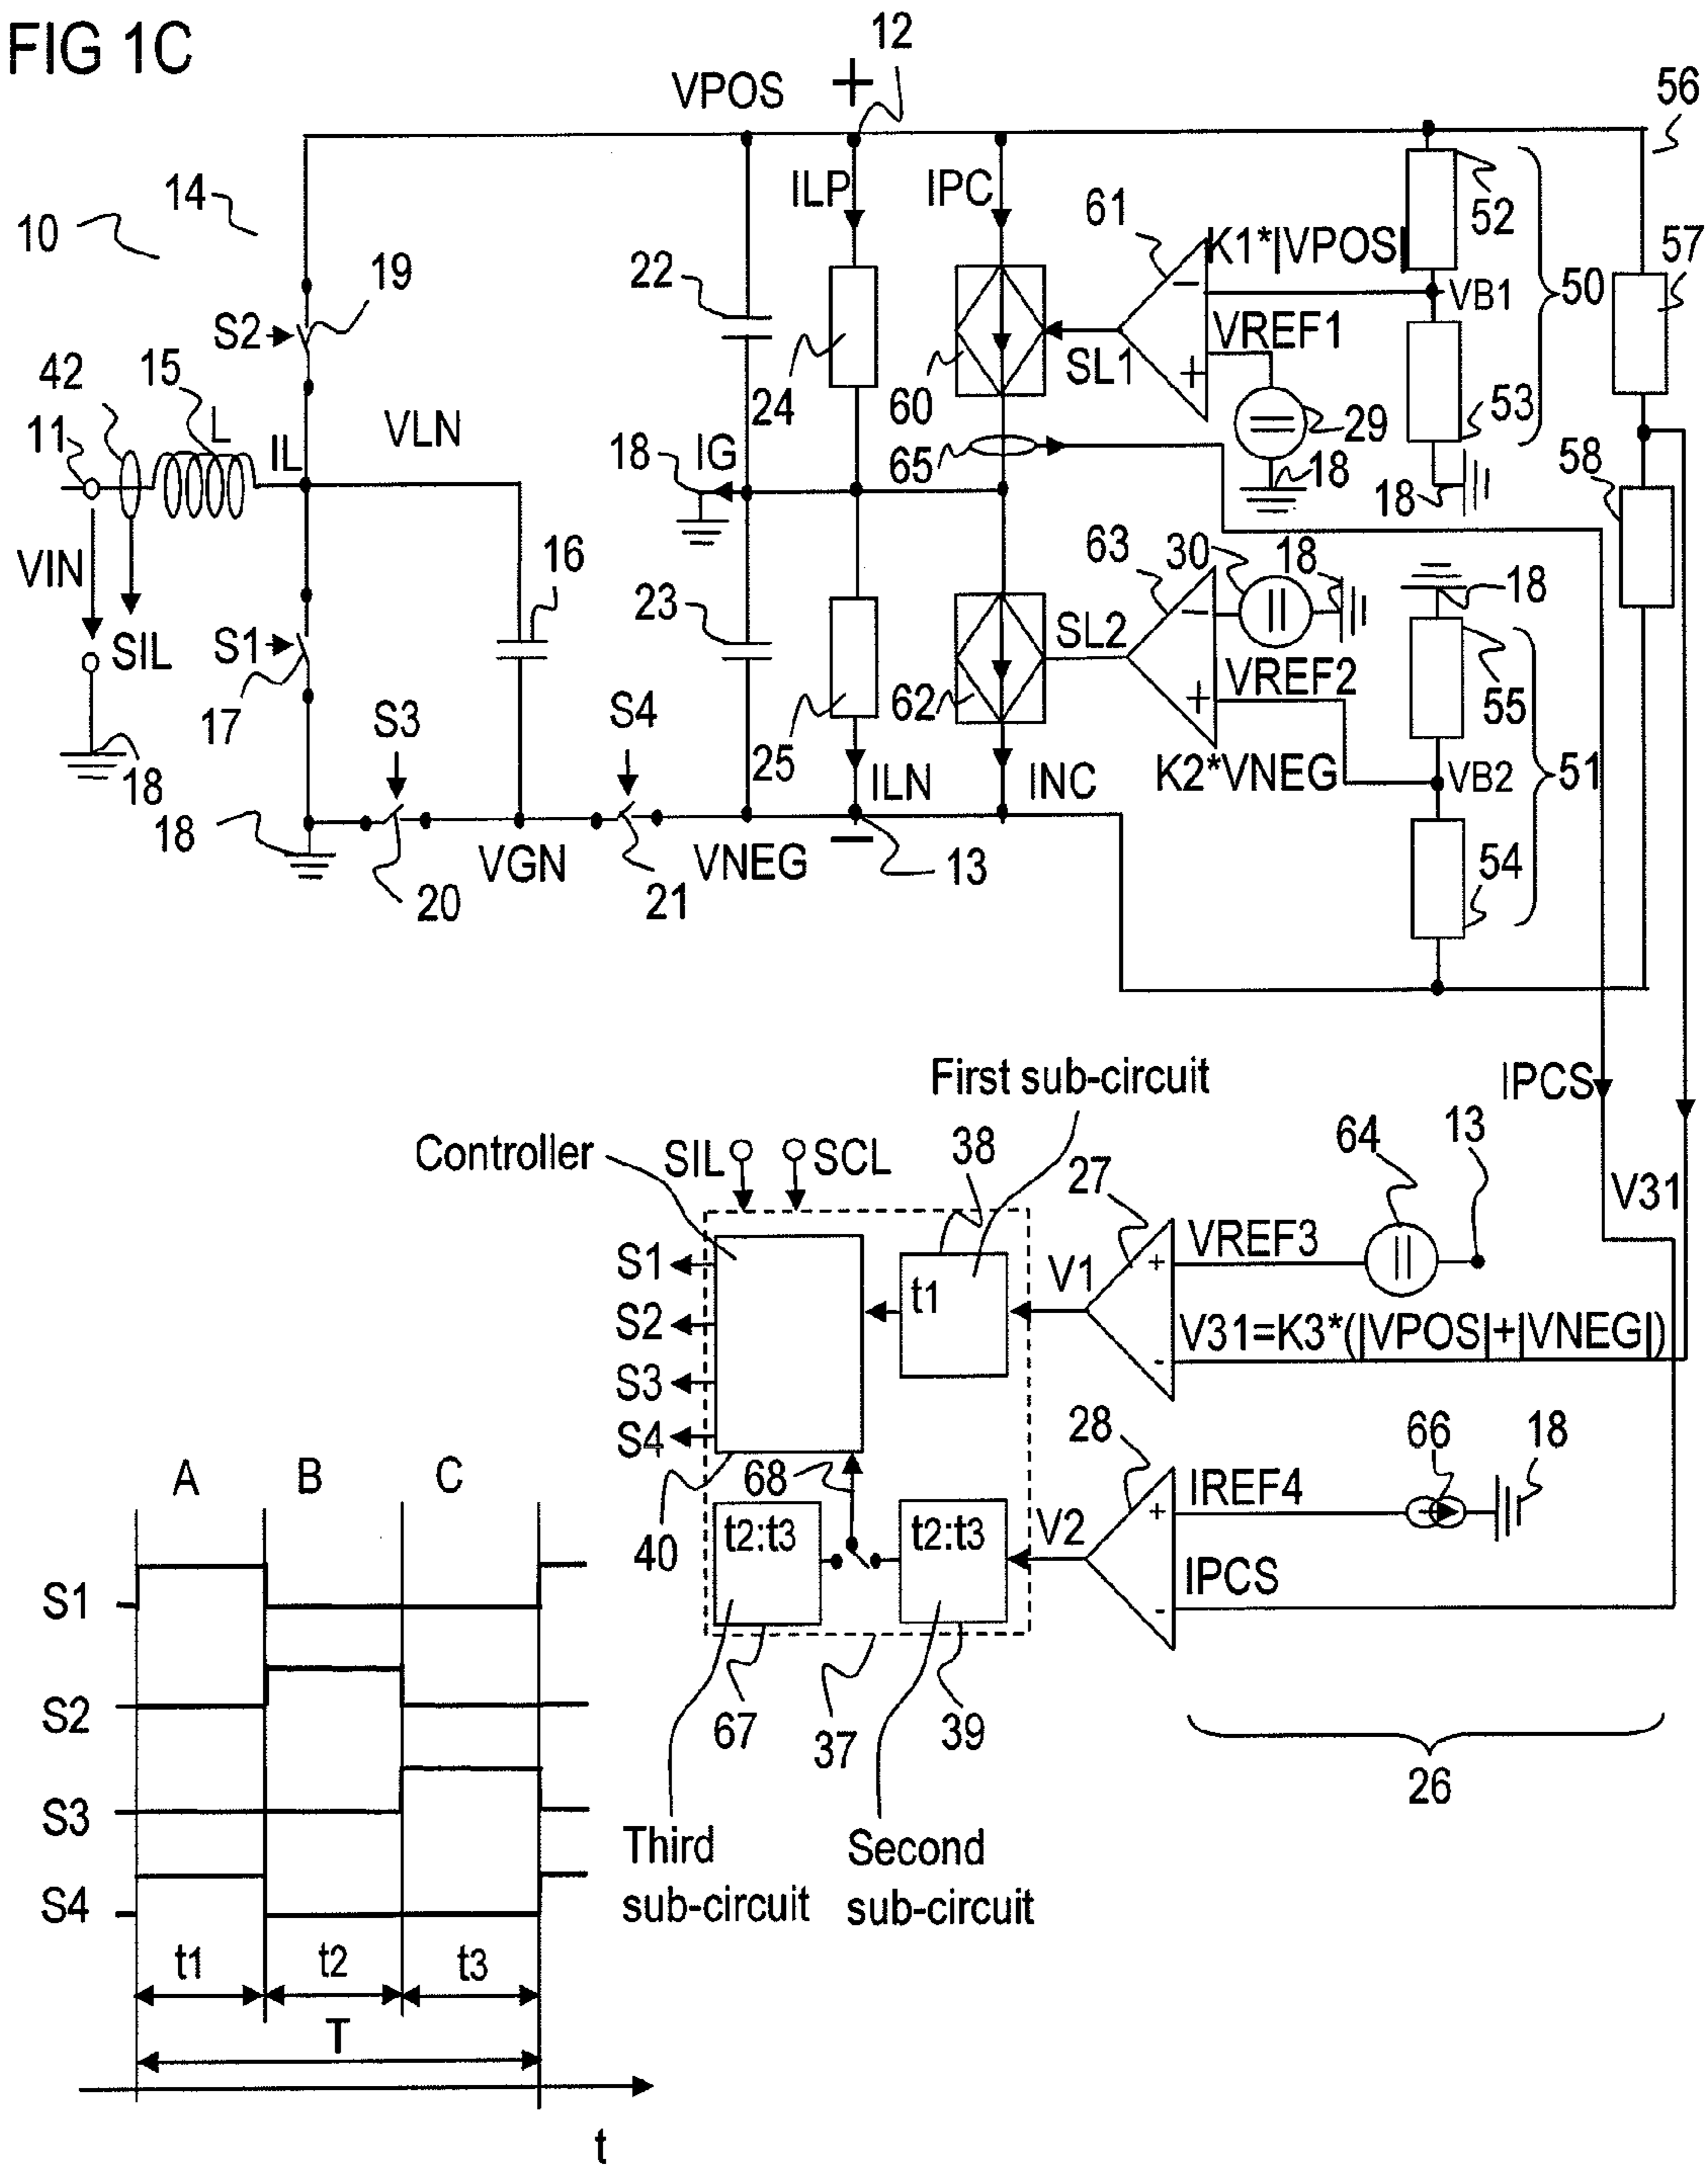 FIG 1C
12
VPOS
+
56
14
10
ILP
IPC
61
K1*|VPOS|
52
57
50
19
22
S2
VB1
VREF1
42
15
L
24
60
SL1
+
53
29
11
IL
VLN
18
IG
65
18
18
58
VIN
SIL
S1
16
23
63
30
18
18
SL2
VREF2
55
17
S3
S4
25
62
+
K2*VNEG
VB2
51
ILN
INC
18
18
VGN
VNEG
13
54
20
21
First sub-circuit
IPCS
Controller
SIL
SCL
38
27
64
13
V31
S1
S2
S3
S4
t1
V1
+
VREF3
V31=K3*(|VPOS|+|VNEG|)
-
28
66
18
A
B
C
68
40
t2:t3
t2:t3
V2
+
IREF4
IPCS
-
S1
S2
S3
S4
67
37
39
26
Third
sub-circuit
Second
sub-circuit
t1
t2
t3
T
t